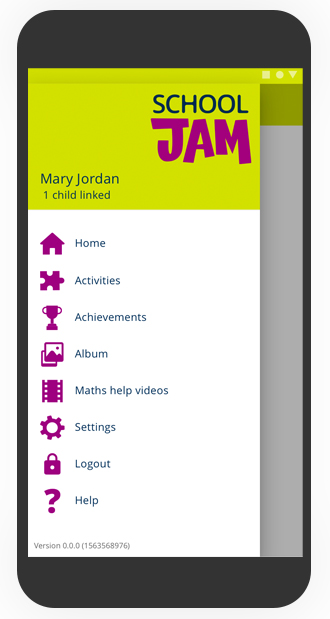 SCHOOL
JAM
Mary Jordan
1 child linked
Home
Activities
Achievements
Album
Maths help videos
Settings
Logout
Help
Version 0.0.0 (1563568976)